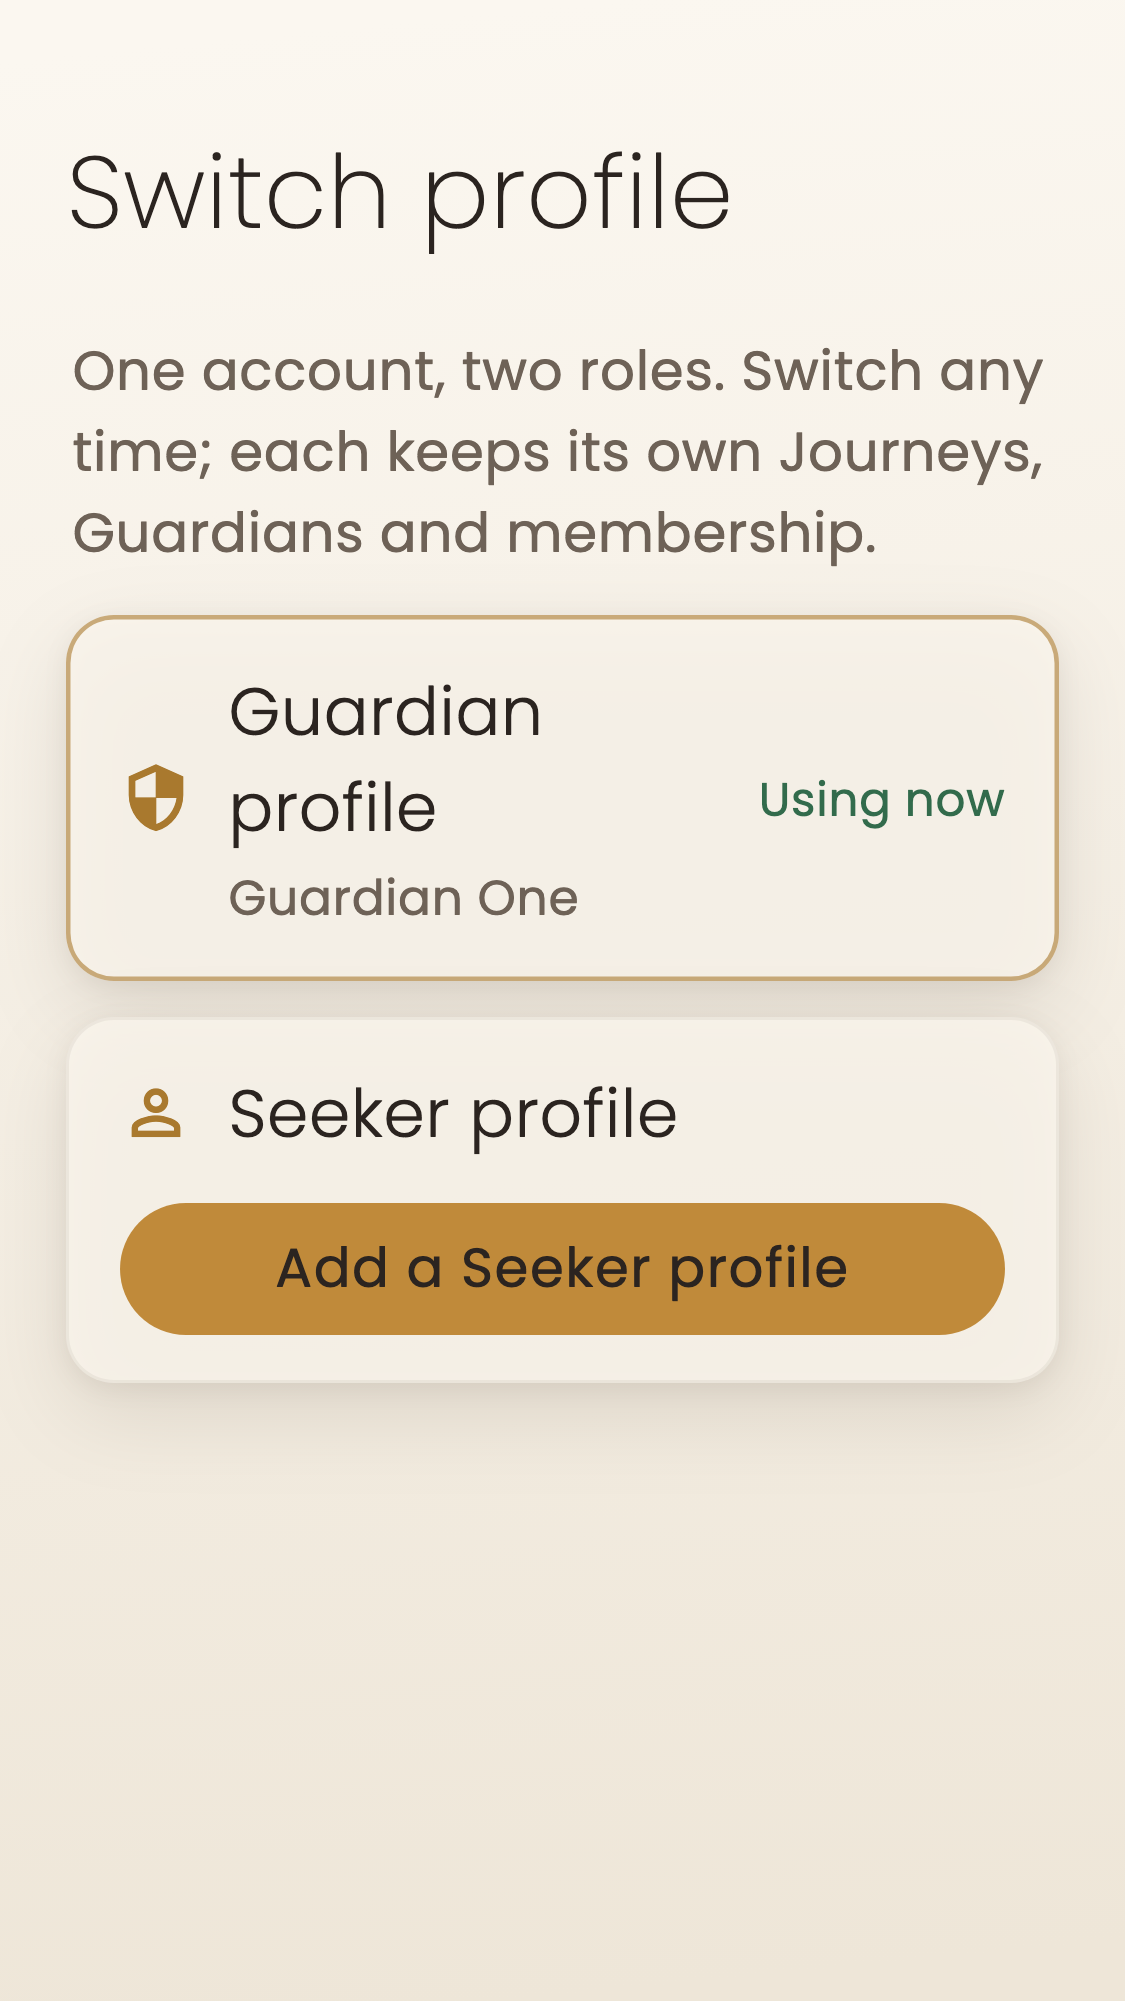 Switch profile
One account, two roles. Switch any
time; each keeps its own Journeys,
Guardians and membership.
Guardian
profile
Using now
Guardian One
Seeker profile
Add a Seeker profile